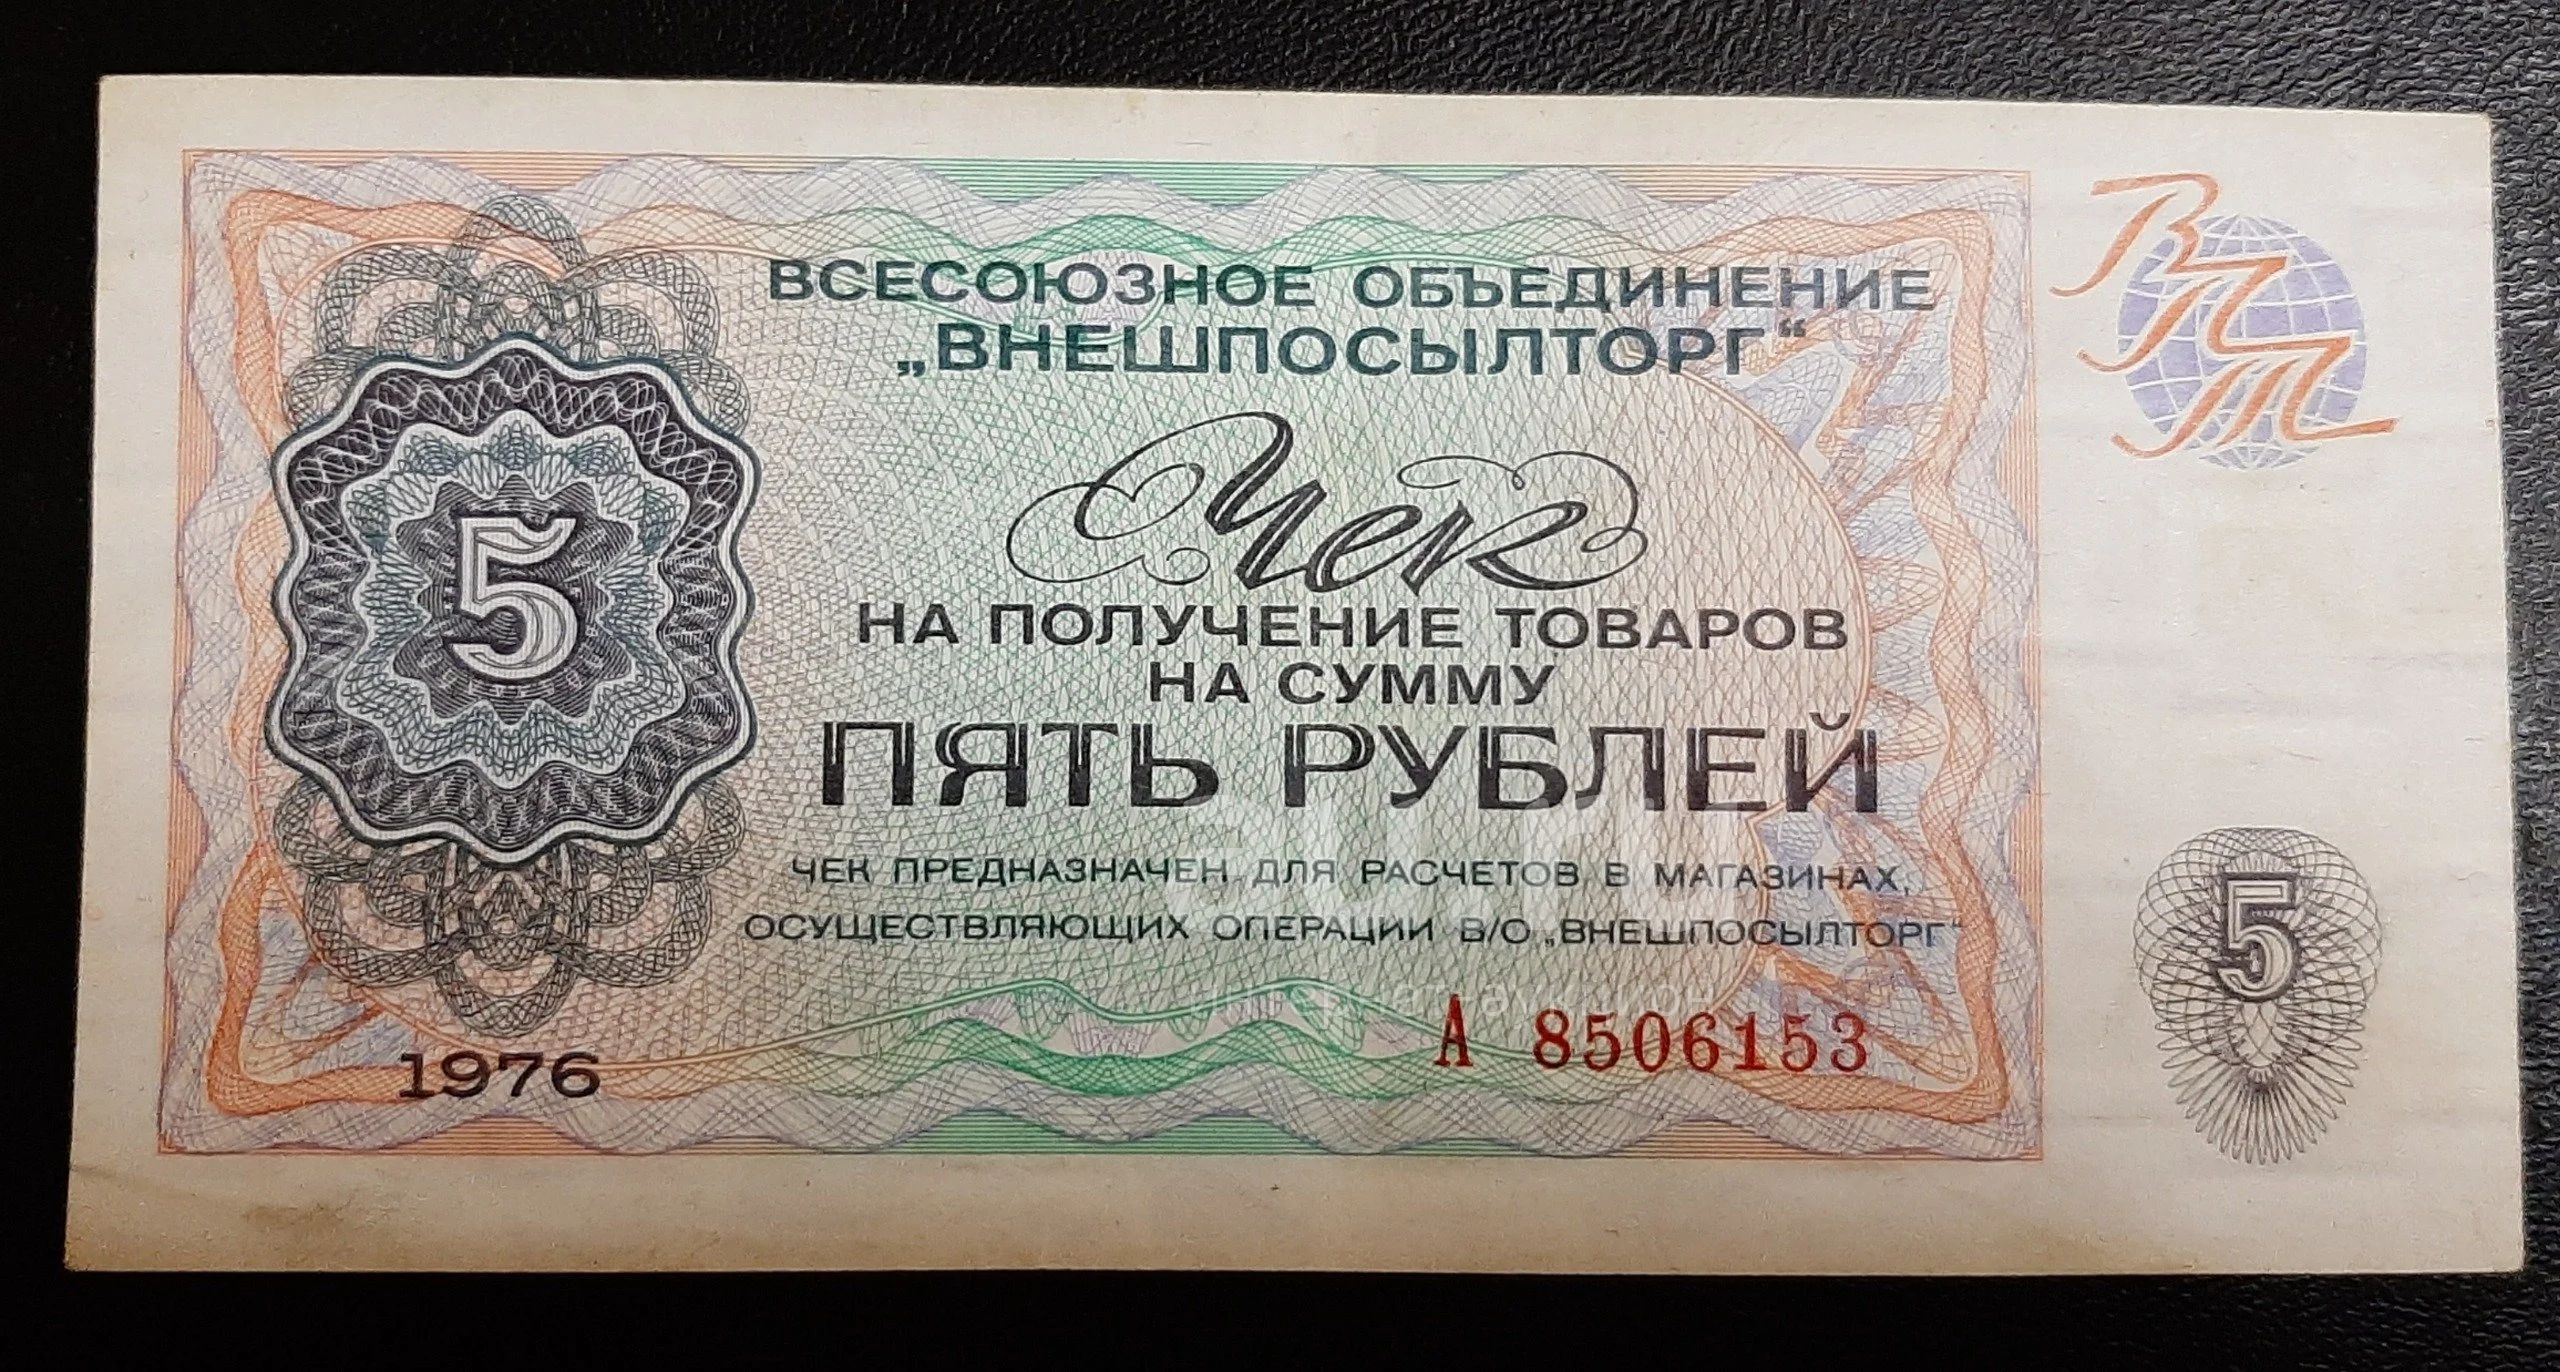 ВСЕСОЮЗНОЕ ОБЪЕДИНЕНИЕ
„ВНЕШПОСЫЛТОРГ“
ВПТ
5
Чек
НА ПОЛУЧЕНИЕ ТОВАРОВ
НА СУММУ
ПЯТЬ РУБЛЕЙ
ЧЕК ПРЕДНАЗНАЧЕН ДЛЯ РАСЧЕТОВ В МАГАЗИНАХ,
ОСУЩЕСТВЛЯЮЩИХ ОПЕРАЦИИ В/О „ВНЕШПОСЫЛТОРГ“
5
А 8506153
1976